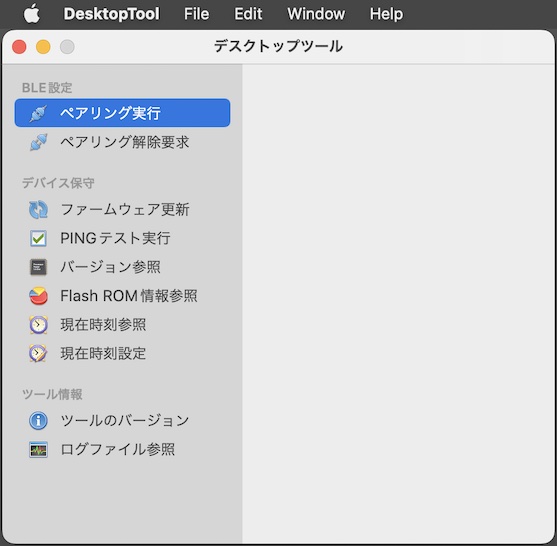 DesktopTool File Edit Window Help
デスクトップツール
BLE設定
ペアリング実行
ペアリング解除要求
デバイス保守
ファームウェア更新
PINGテスト実行
バージョン参照
Flash ROM情報参照
現在時刻参照
現在時刻設定
ツール情報
ツールのバージョン
ログファイル参照